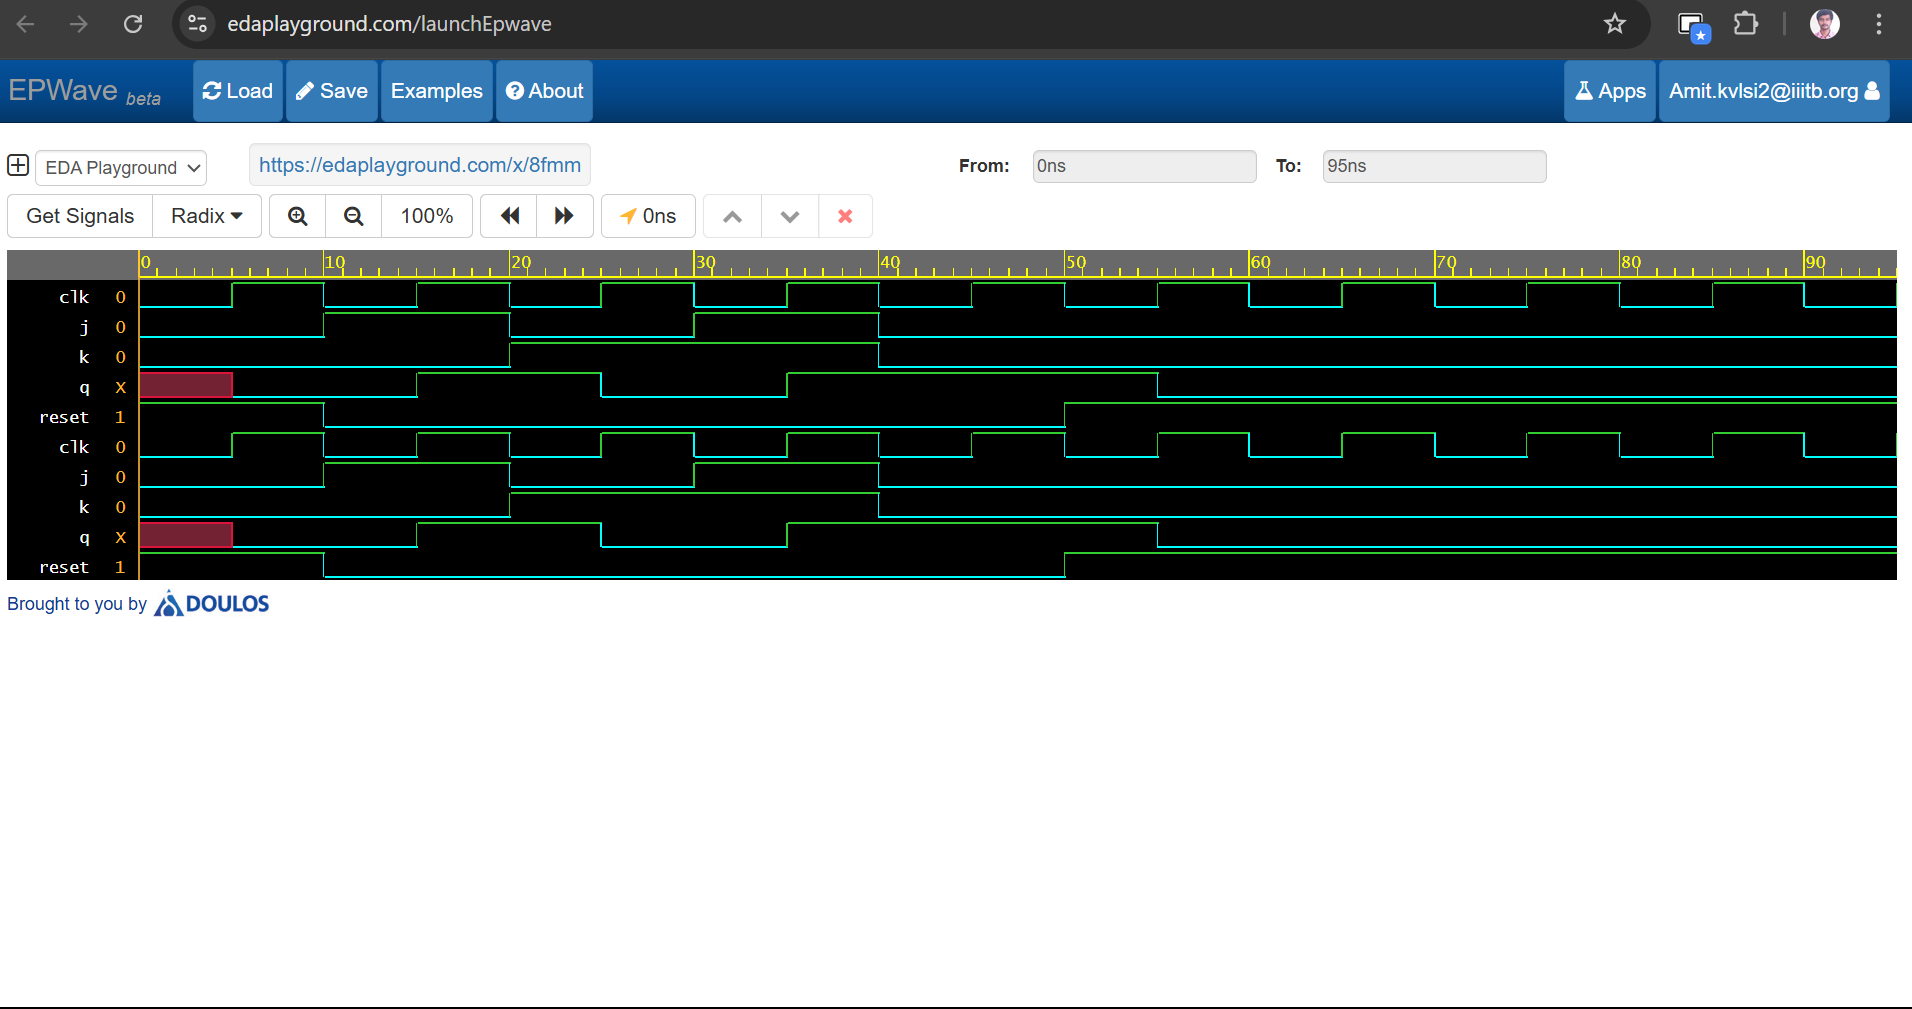 edaplayground.com/launchEpwave
EPWave beta Load Save Examples About Apps Amit.kvlsi2@iiitb.org
EDA Playground https://edaplayground.com/x/8fmm From: 0ns To: 95ns
Get Signals Radix 100% 0ns
0 10 20 30 40 50 60 70 80 90
clk 0
j 0
k 0
q X
reset 1
clk 0
j 0
k 0
q X
reset 1
Brought to you by DOULOS